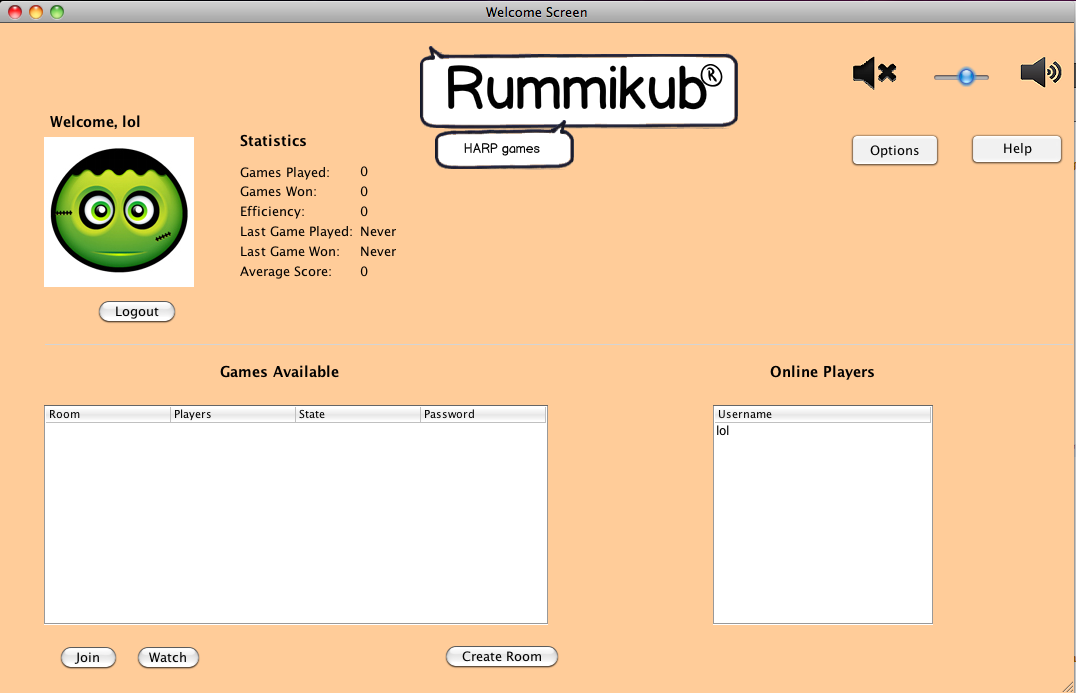 Welcome Screen
Rummikub®
HARP games
Options
Help
Welcome, lol
Statistics
Games Played: 0
Games Won: 0
Efficiency: 0
Last Game Played: Never
Last Game Won: Never
Average Score: 0
Logout
Games Available
Online Players
Room Players State Password
Username
lol
Join
Watch
Create Room